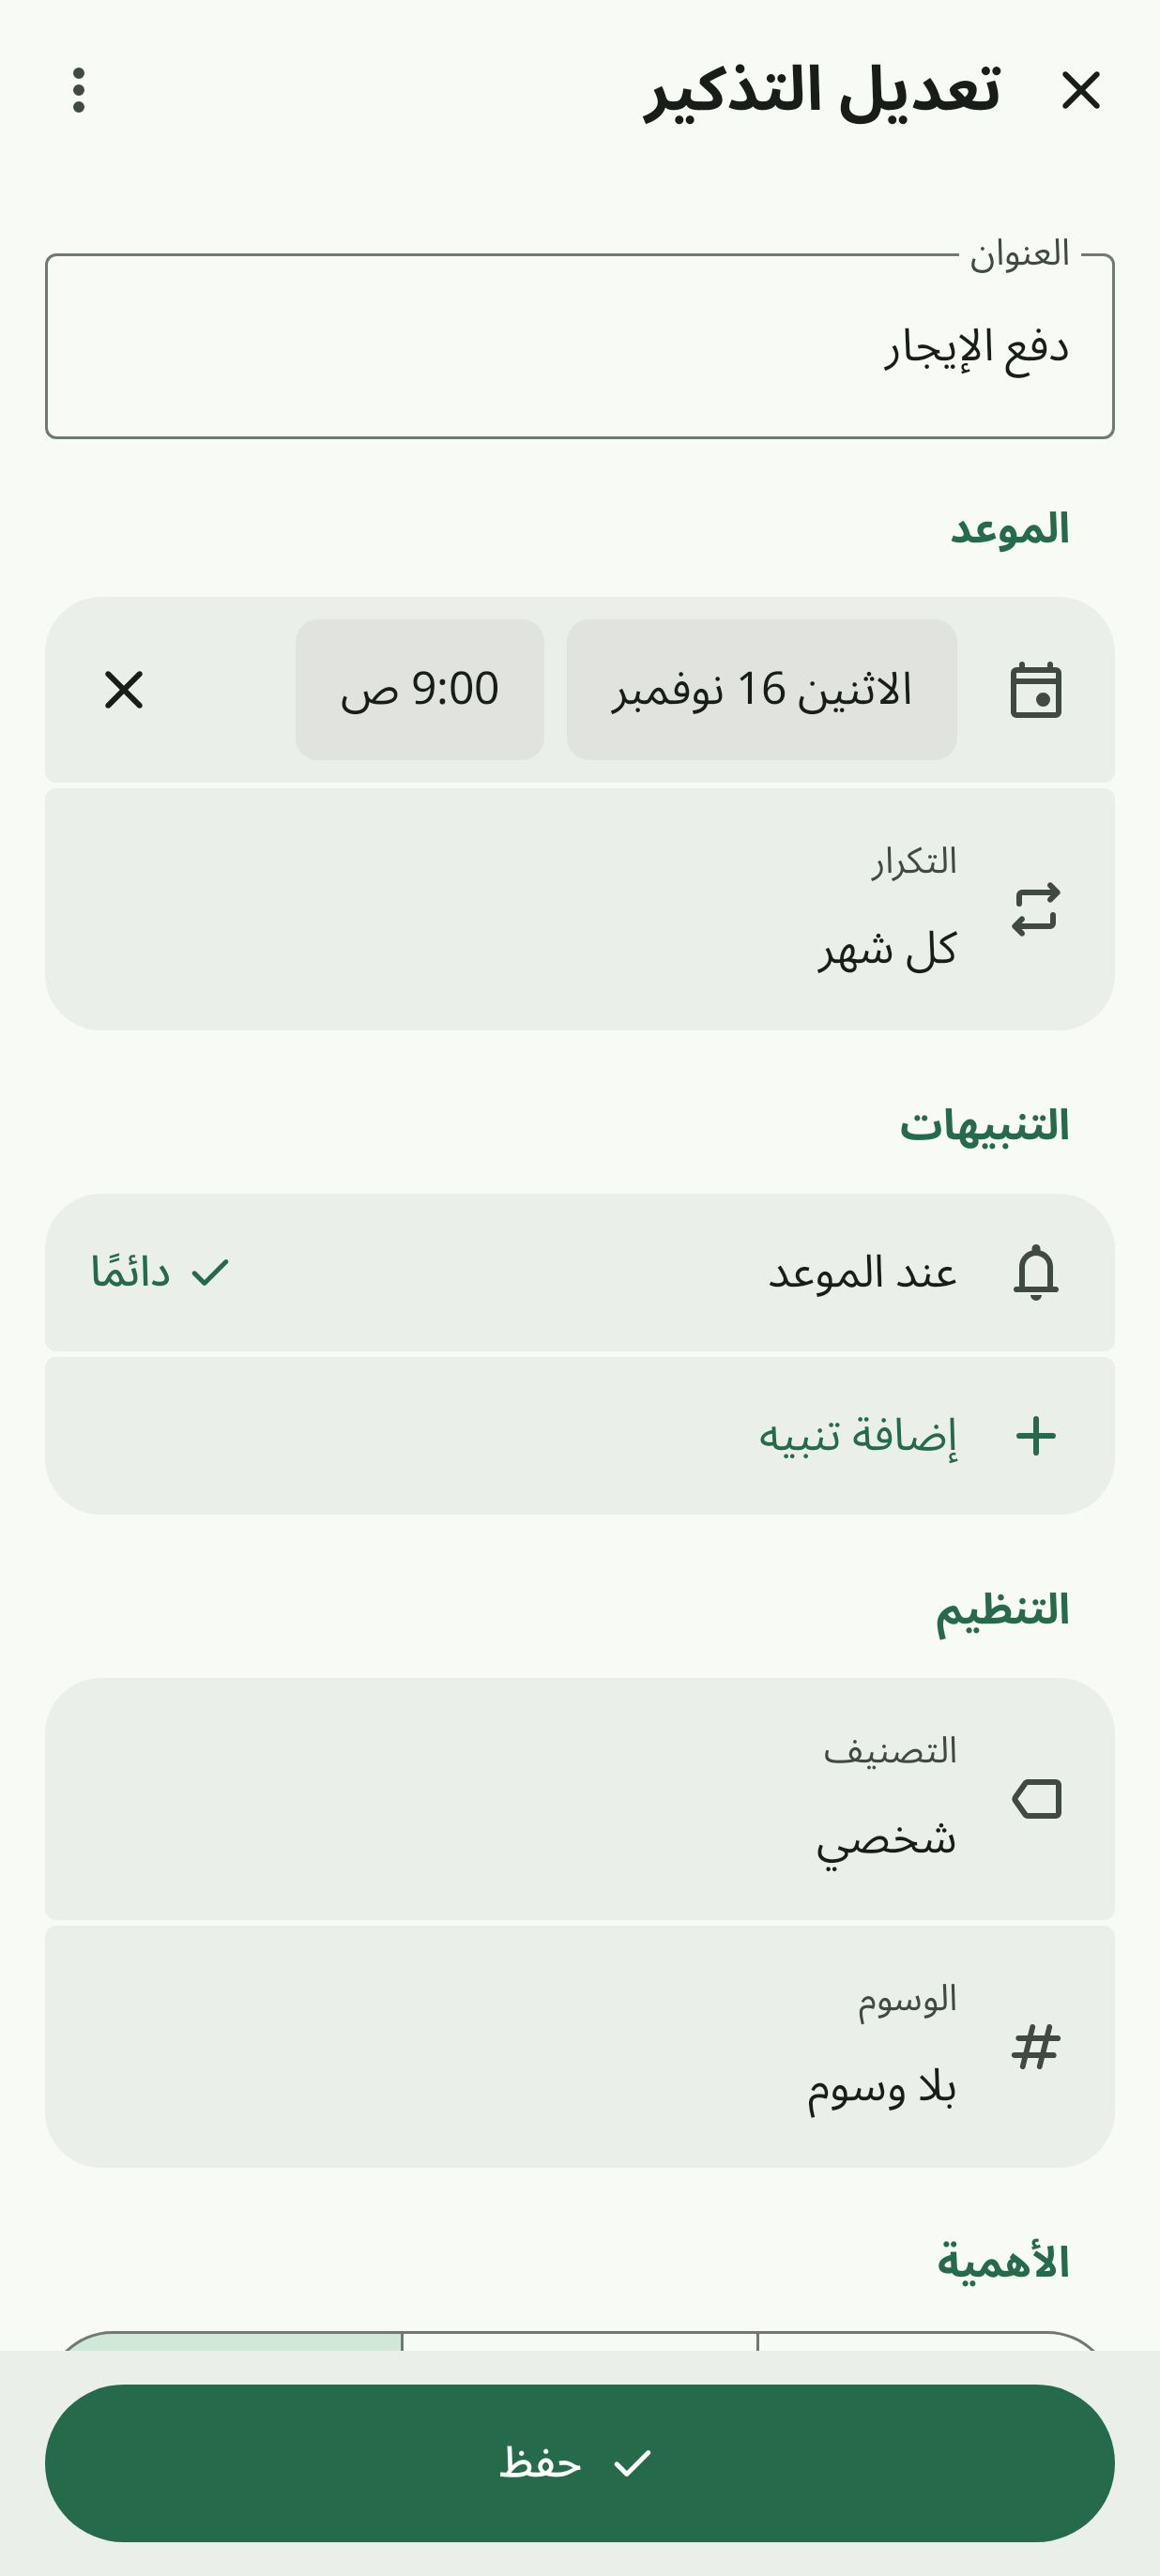 تعديل التذكير
العنوان
دفع الإيجار
الموعد
الاثنين 16 نوفمبر
9:00 ص
التكرار
كل شهر
التنبيهات
عند الموعد
دائمًا
إضافة تنبيه
التنظيم
التصنيف
شخصي
الوسوم
بلا وسوم
الأهمية
حفظ